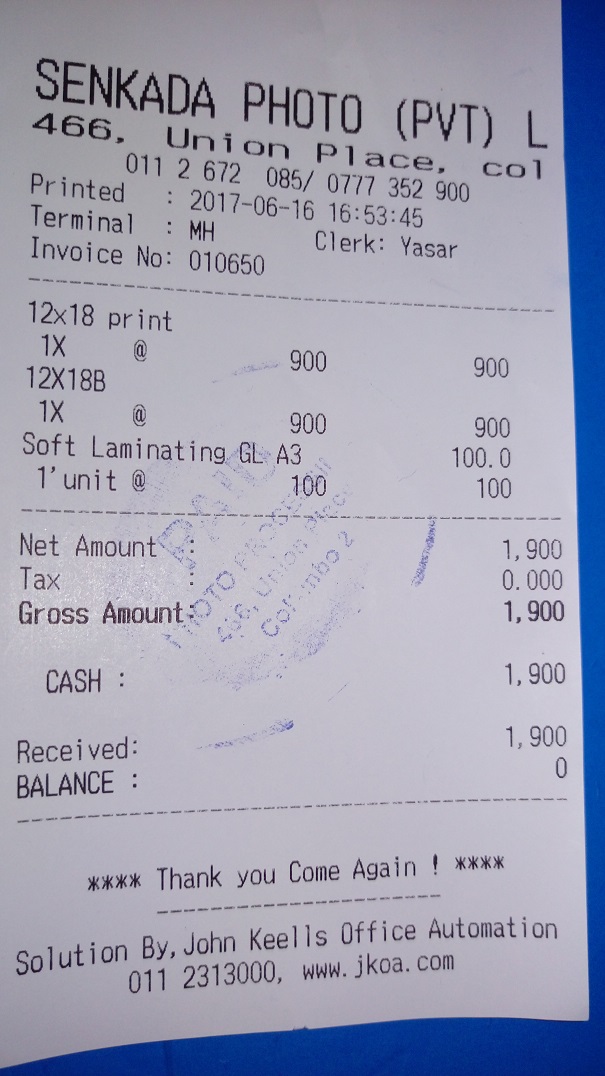 SENKADA PHOTO (PVT) L
466, Union Place, col
011 2 672 085/ 0777 352 900
Printed : 2017-06-16 16:53:45
Terminal : MH Clerk: Yasar
Invoice No: 010650
12x18 print
1X @ 900 900
12X18B
1X @ 900 900
Soft Laminating GL A3 100.0
1'unit @ 100 100
Net Amount : 1,900
Tax : 0.000
Gross Amount: 1,900
CASH : 1,900
Received: 1,900
BALANCE : 0
**** Thank you Come Again ! ****
Solution By, John Keells Office Automation
011 2313000, www.jkoa.com
PAID
PHOTO
466, Union Place
Colombo 2